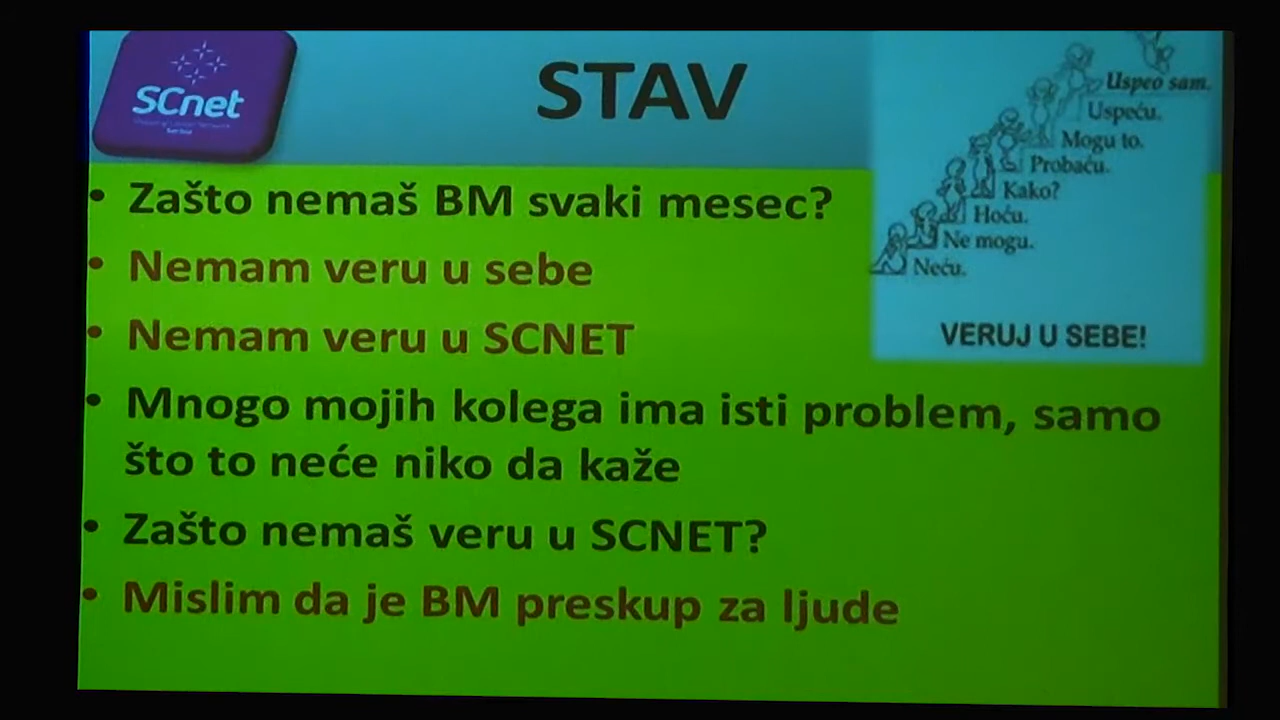 SCnet
STAV
Uspeo sam.
Uspeću.
Mogu to.
Probaću.
Kako?
Hoću.
Ne mogu.
Neću.
VERUJ U SEBE!
• Zašto nemaš BM svaki mesec?
• Nemam veru u sebe
• Nemam veru u SCNET
• Mnogo mojih kolega ima isti problem, samo
što to neće niko da kaže
• Zašto nemaš veru u SCNET?
• Mislim da je BM preskup za ljude